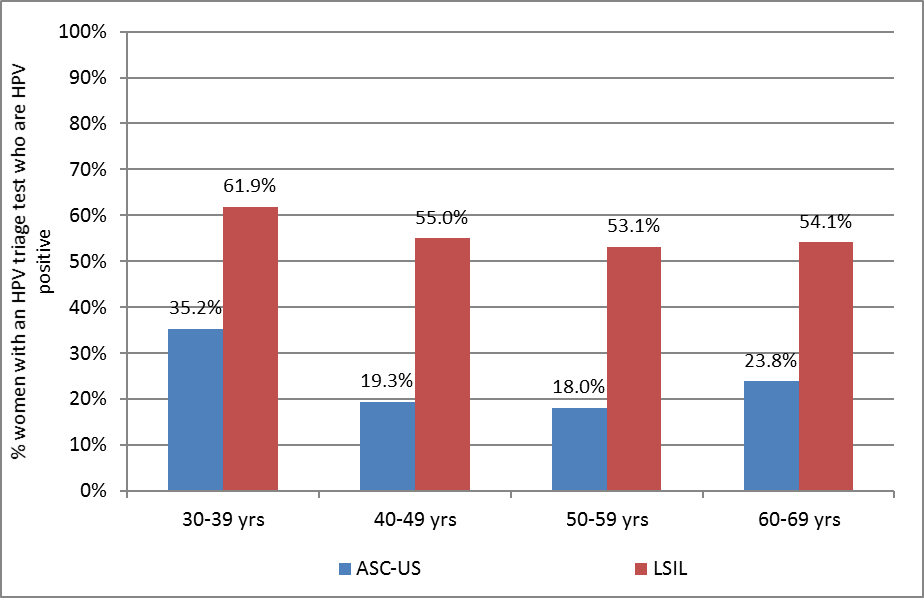 % women with an HPV triage test who are HPV
positive
100%
90%
80%
70%
60%
50%
40%
30%
20%
10%
0%
61.9%
55.0%
53.1%
54.1%
35.2%
19.3%
18.0%
23.8%
30-39 yrs
40-49 yrs
50-59 yrs
60-69 yrs
ASC-US
LSIL